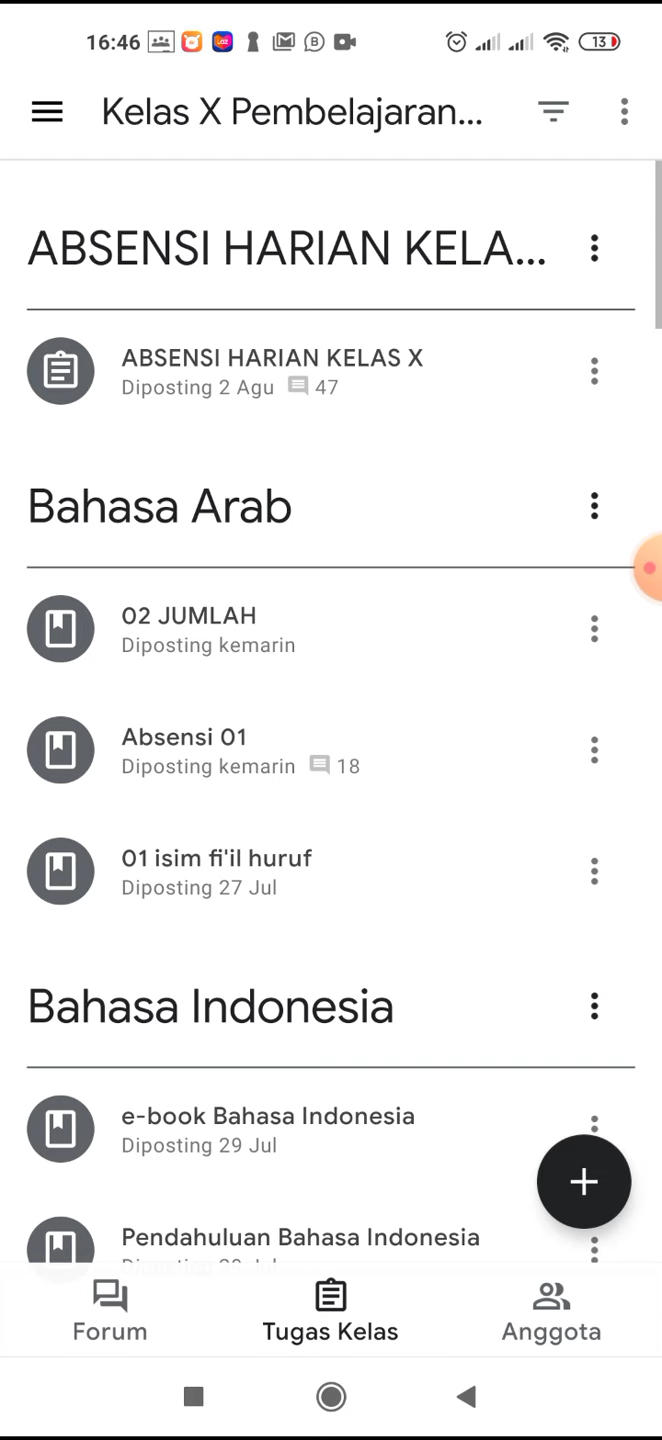 16:46
13
Kelas X Pembelajaran...
ABSENSI HARIAN KELA...
ABSENSI HARIAN KELAS X
Diposting 2 Agu 47
Bahasa Arab
02 JUMLAH
Diposting kemarin
Absensi 01
Diposting kemarin 18
01 isim fi'il huruf
Diposting 27 Jul
Bahasa Indonesia
e-book Bahasa Indonesia
Diposting 29 Jul
Pendahuluan Bahasa Indonesia
Forum
Tugas Kelas
Anggota